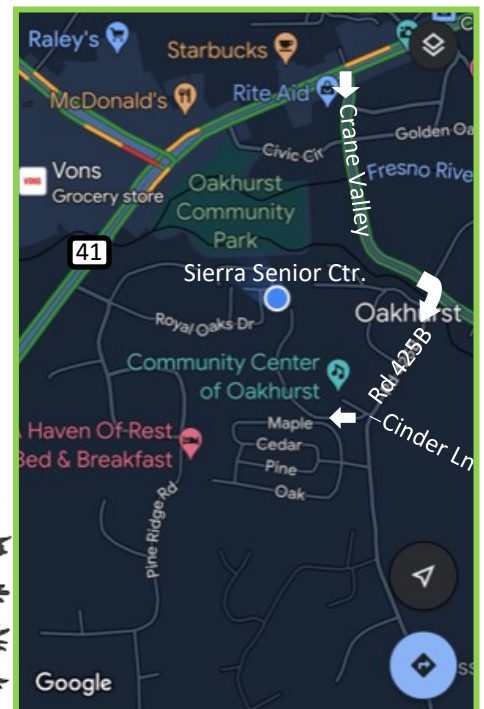 Raley's
Starbucks
McDonald's
Rite Aid
Crane Valley
Golden Oa
Civic Cir
Fresno Rive
VONS
Vons
Grocery store
Oakhurst
Community
Park
41
Sierra Senior Ctr.
Royal Oaks Dr
Oakhurst
Rd 425B
Community Center
of Oakhurst
Cinder Ln
Maple
Cedar
Pine
Oak
A Haven Of Rest
Bed & Breakfast
Pine Ridge Rd
Google